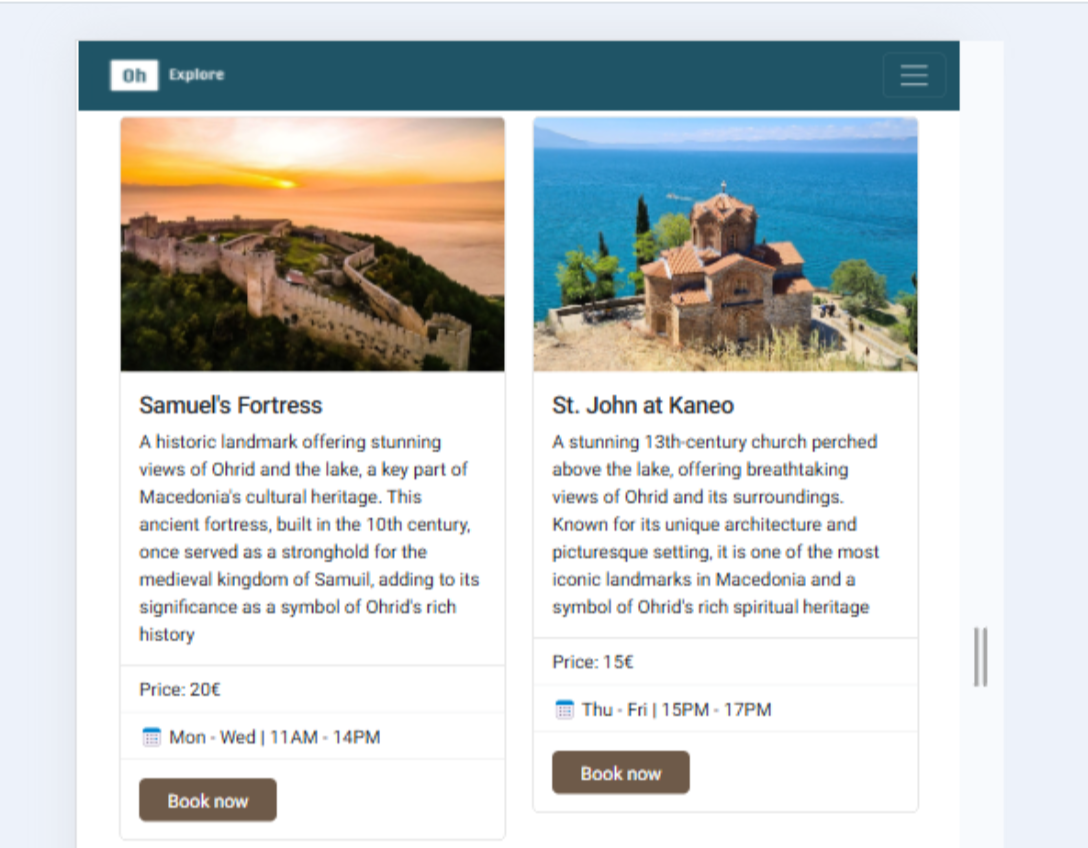 Oh Explore
Samuel's Fortress
A historic landmark offering stunning
views of Ohrid and the lake, a key part of
Macedonia's cultural heritage. This
ancient fortress, built in the 10th century,
once served as a stronghold for the
medieval kingdom of Samuil, adding to its
significance as a symbol of Ohrid's rich
history
Price: 20€
Mon - Wed | 11AM - 14PM
Book now
St. John at Kaneo
A stunning 13th-century church perched
above the lake, offering breathtaking
views of Ohrid and its surroundings.
Known for its unique architecture and
picturesque setting, it is one of the most
iconic landmarks in Macedonia and a
symbol of Ohrid's rich spiritual heritage
Price: 15€
Thu - Fri | 15PM - 17PM
Book now